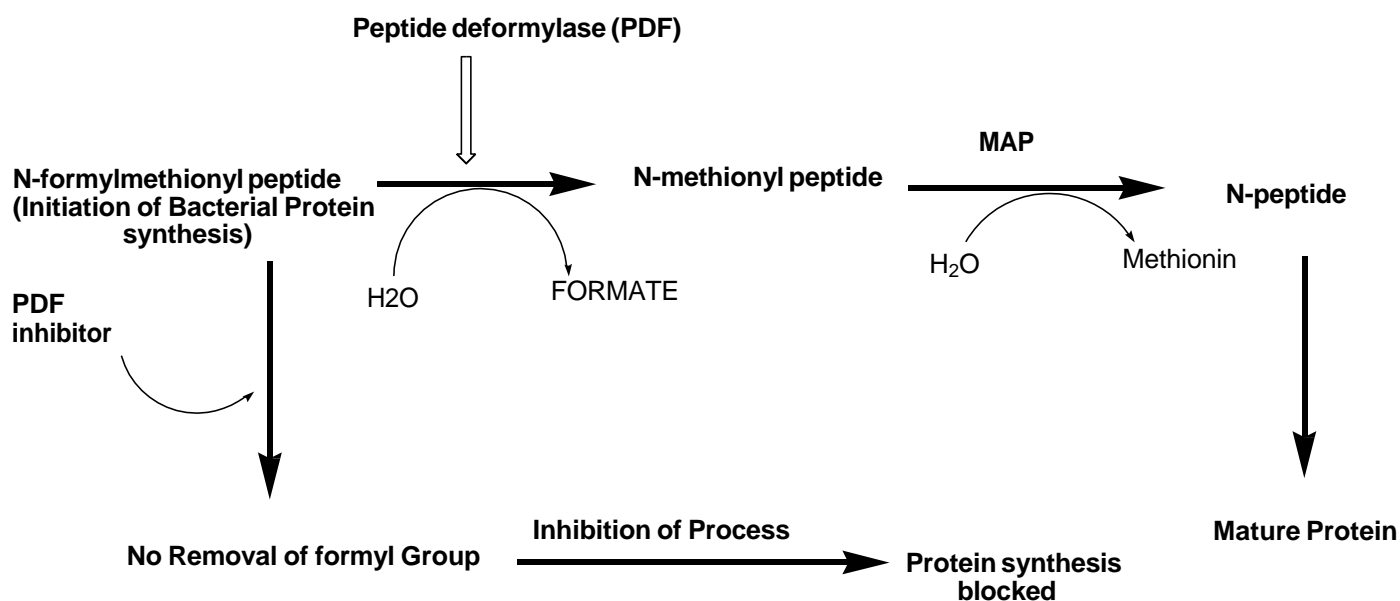 Peptide deformylase (PDF)
MAP
N-formylmethionyl peptide
(Initiation of Bacterial Protein
synthesis)
N-methionyl peptide
N-peptide
H2O
FORMATE
H₂O
Methionin
PDF
inhibitor
No Removal of formyl Group
Inhibition of Process
Protein synthesis
blocked
Mature Protein